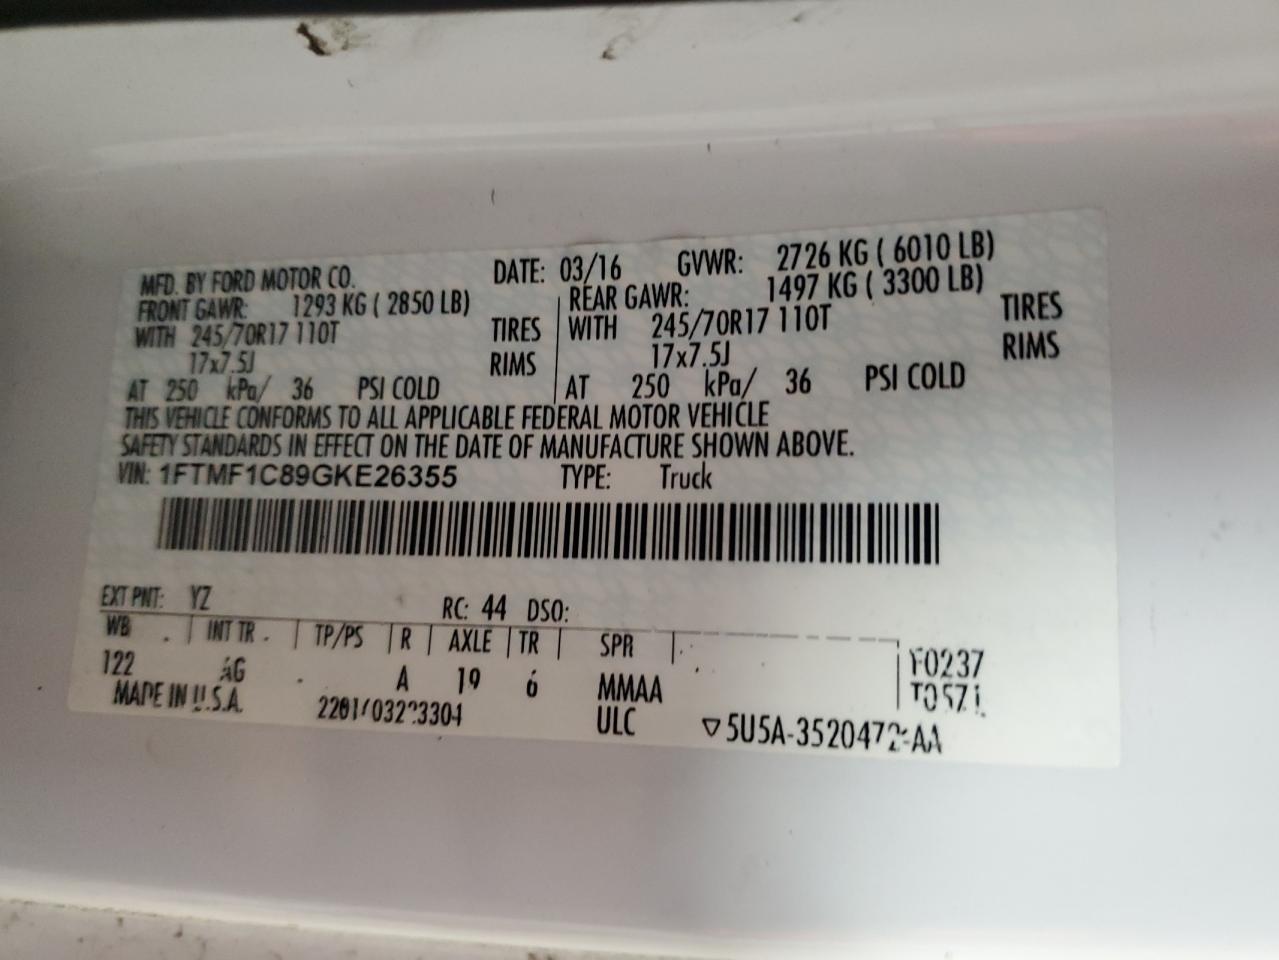 MFD. BY FORD MOTOR CO. DATE: 03/16 GVWR: 2726 KG ( 6010 LB)
FRONT GAWR: 1293 KG ( 2850 LB) REAR GAWR: 1497 KG ( 3300 LB)
WITH 245/70R17 110T TIRES WITH 245/70R17 110T TIRES
17x7.5J RIMS 17x7.5J RIMS
AT 250 kPa/ 36 PSI COLD AT 250 kPa/ 36 PSI COLD
THIS VEHICLE CONFORMS TO ALL APPLICABLE FEDERAL MOTOR VEHICLE
SAFETY STANDARDS IN EFFECT ON THE DATE OF MANUFACTURE SHOWN ABOVE.
VIN: 1FTMF1C89GKE26355 TYPE: Truck
EXT PNT: YZ RC: 44 DSO:
WB INT TR TP/PS R AXLE TR SPR
122 AG A 19 6 MMAA F0237
MADE IN U.S.A. ULC